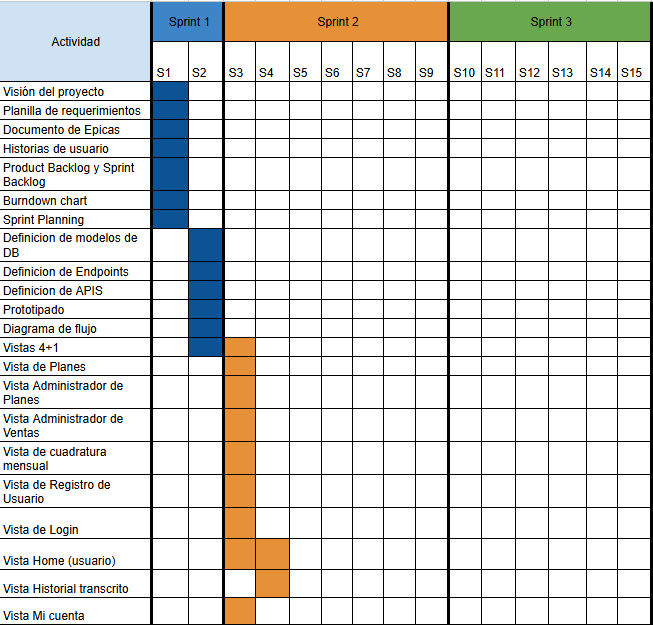 Actividad
Sprint 1
Sprint 2
Sprint 3
S1 S2 S3 S4 S5 S6 S7 S8 S9 S10 S11 S12 S13 S14 S15
Visión del proyecto
Planilla de requerimientos
Documento de Epicas
Historias de usuario
Product Backlog y Sprint
Backlog
Burndown chart
Sprint Planning
Definicion de modelos de
DB
Definicion de Endpoints
Definicion de APIS
Prototipado
Diagrama de flujo
Vistas 4+1
Vista de Planes
Vista Administrador de
Planes
Vista Administrador de
Ventas
Vista de cuadratura
mensual
Vista de Registro de
Usuario
Vista de Login
Vista Home (usuario)
Vista Historial transcrito
Vista Mi cuenta